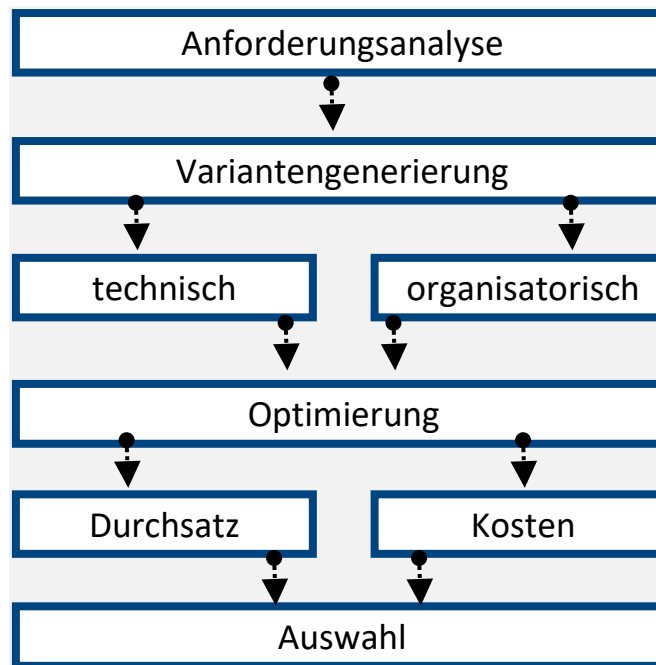 Anforderungsanalyse
Variantengenerierung
technisch
organisatorisch
Optimierung
Durchsatz
Kosten
Auswahl